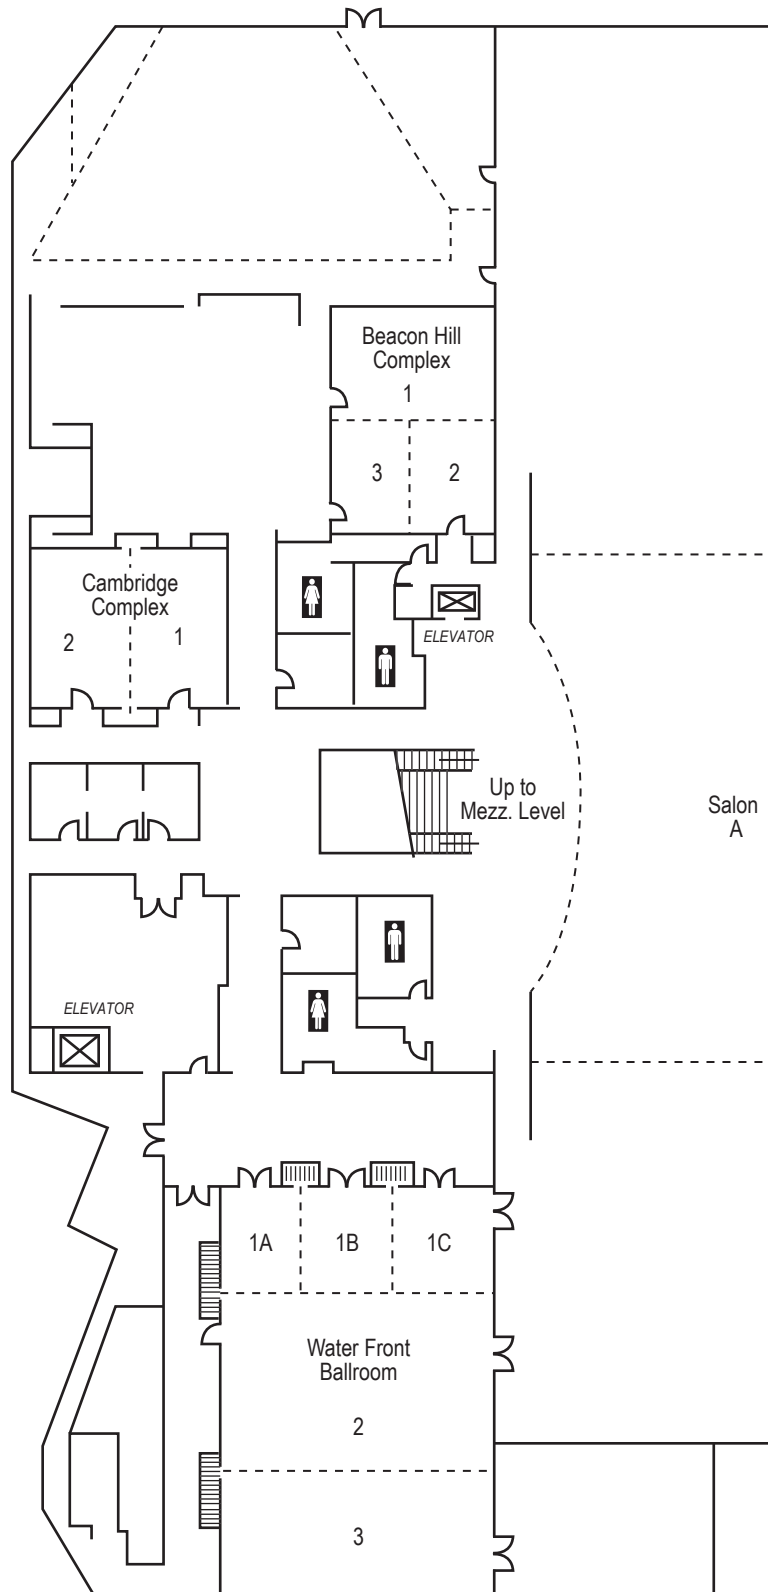 Beacon Hill
Complex
1
3
2
Cambridge
Complex
2
1
ELEVATOR
Up to
Mezz. Level
Salon
A
ELEVATOR
1A
1B
1C
Water Front
Ballroom
2
3